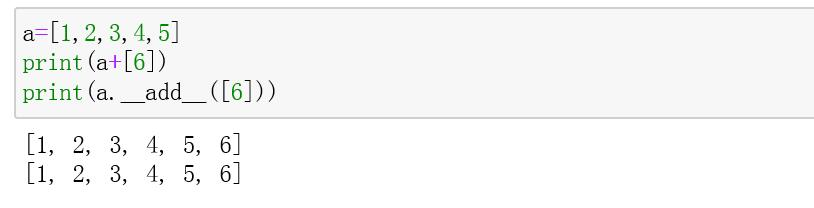 a=[1,2,3,4,5]
print(a+[6])
print(a.__add__([6]))
[1, 2, 3, 4, 5, 6]
[1, 2, 3, 4, 5, 6]